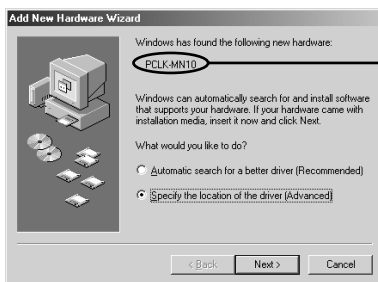 Add New Hardware Wizard
Windows has found the following new hardware:
PCLK-MN10
Windows can automatically search for and install software
that supports your hardware. If your hardware came with
installation media, insert it now and click Next.
What would you like to do?
Automatic search for a better driver (Recommended)
Specify the location of the driver (Advanced)
< Back
Next >
Cancel